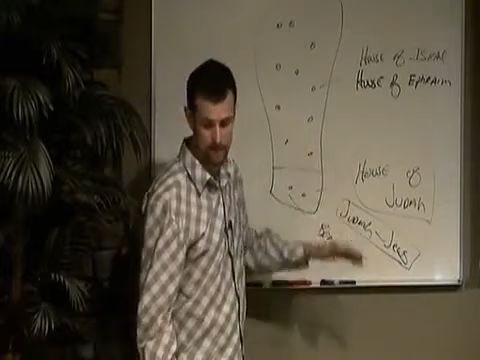 House of Israel
House of Ephraim
House of
Judah
Judah - Jews